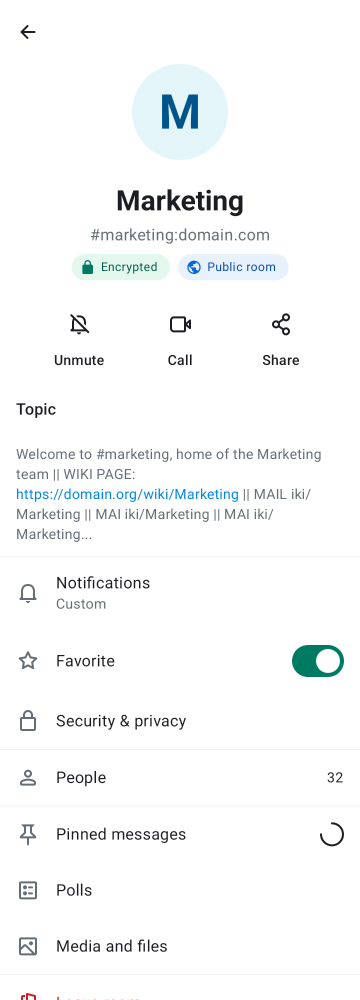 M
Marketing
#marketing:domain.com
Encrypted
Public room
Unmute
Call
Share
Topic
Welcome to #marketing, home of the Marketing
team || WIKI PAGE:
https://domain.org/wiki/Marketing || MAIL iki/
Marketing || MAI iki/Marketing || MAI iki/
Marketing...
Notifications
Custom
Favorite
Security & privacy
People
32
Pinned messages
Polls
Media and files